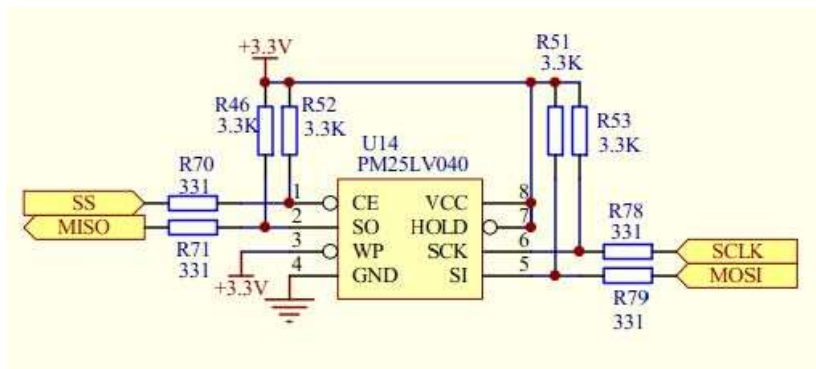 +3.3V
R51
3.3K
R46
3.3K
R52
3.3K
R53
3.3K
U14
PM25LV040
R70
331
SS
1
CE
VCC
8
MISO
2
SO
HOLD
7
R71
331
3
WP
SCK
6
R78
331
SCLK
+3.3V
4
GND
SI
5
MOSI
R79
331